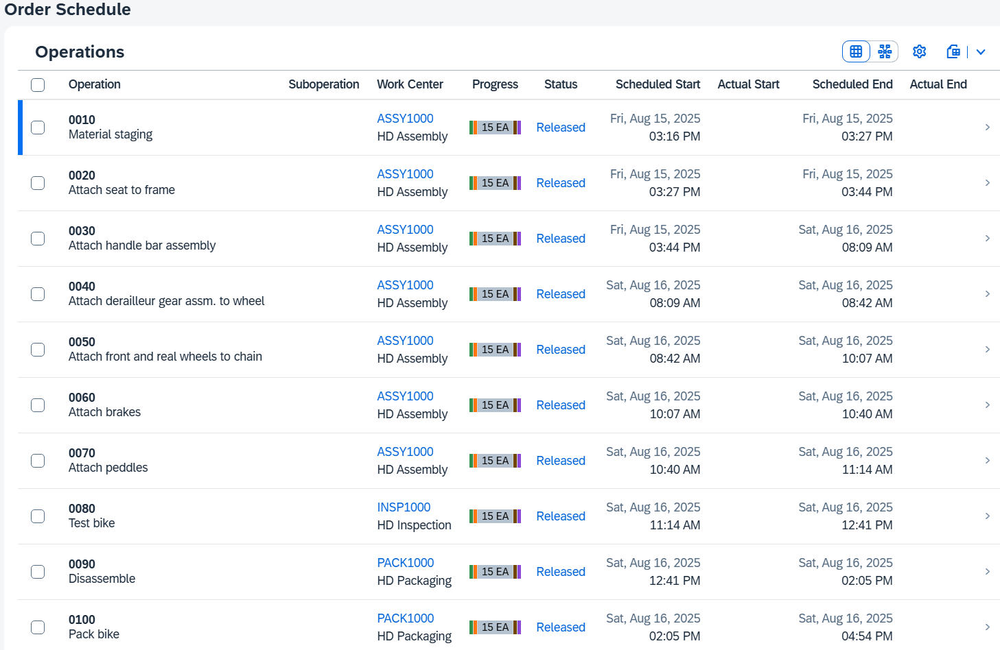 Order Schedule
Operations
Operation Suboperation Work Center Progress Status Scheduled Start Actual Start Scheduled End Actual End
0010 ASSY1000 15 EA Released Fri, Aug 15, 2025 Fri, Aug 15, 2025
Material staging HD Assembly 03:16 PM 03:27 PM
0020 ASSY1000 15 EA Released Fri, Aug 15, 2025 Fri, Aug 15, 2025
Attach seat to frame HD Assembly 03:27 PM 03:44 PM
0030 ASSY1000 15 EA Released Fri, Aug 15, 2025 Sat, Aug 16, 2025
Attach handle bar assembly HD Assembly 03:44 PM 08:09 AM
0040 ASSY1000 15 EA Released Sat, Aug 16, 2025 Sat, Aug 16, 2025
Attach derailleur gear assm. to wheel HD Assembly 08:09 AM 08:42 AM
0050 ASSY1000 15 EA Released Sat, Aug 16, 2025 Sat, Aug 16, 2025
Attach front and real wheels to chain HD Assembly 08:42 AM 10:07 AM
0060 ASSY1000 15 EA Released Sat, Aug 16, 2025 Sat, Aug 16, 2025
Attach brakes HD Assembly 10:07 AM 10:40 AM
0070 ASSY1000 15 EA Released Sat, Aug 16, 2025 Sat, Aug 16, 2025
Attach peddles HD Assembly 10:40 AM 11:14 AM
0080 INSP1000 15 EA Released Sat, Aug 16, 2025 Sat, Aug 16, 2025
Test bike HD Inspection 11:14 AM 12:41 PM
0090 PACK1000 15 EA Released Sat, Aug 16, 2025 Sat, Aug 16, 2025
Disassemble HD Packaging 12:41 PM 02:05 PM
0100 PACK1000 15 EA Released Sat, Aug 16, 2025 Sat, Aug 16, 2025
Pack bike HD Packaging 02:05 PM 04:54 PM